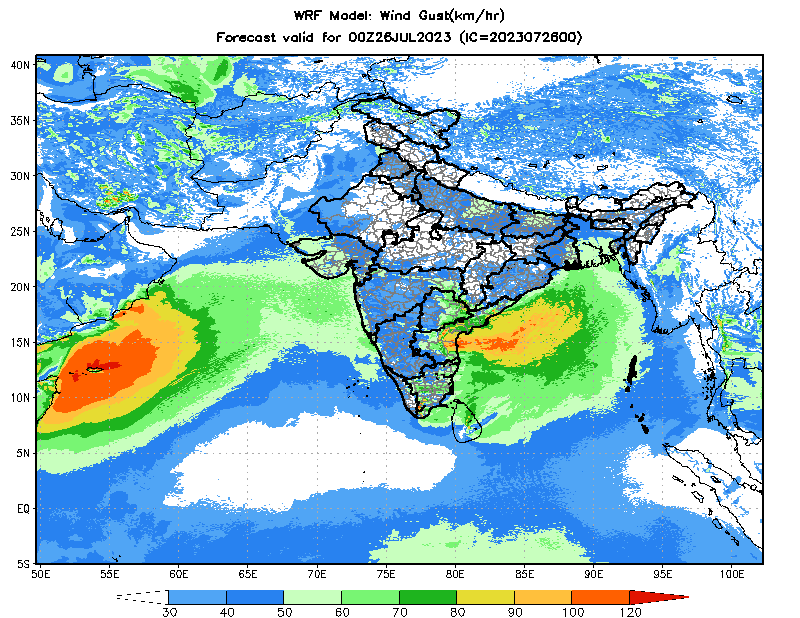 WRF Model: Wind Gust(km/hr)
Forecast valid for 00Z26JUL2023 (IC=2023072600)
40N
35N
30N
25N
20N
15N
10N
5N
EQ
5S
50E 55E 60E 65E 70E 75E 80E 85E 90E 95E 100E
30 40 50 60 70 80 90 100 120